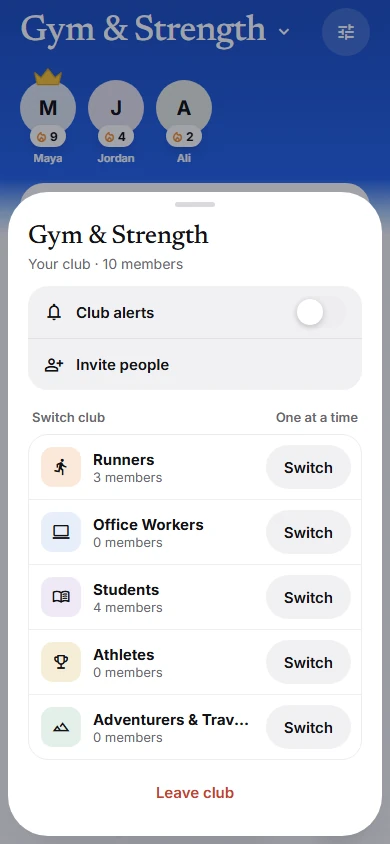 Gym & Strength
M
J
A
9
4
2
Maya
Jordan
Ali
Gym & Strength
Your club · 10 members
Club alerts
Invite people
Switch club
One at a time
Runners
3 members
Switch
Office Workers
0 members
Switch
Students
4 members
Switch
Athletes
0 members
Switch
Adventurers & Trav...
0 members
Switch
Leave club